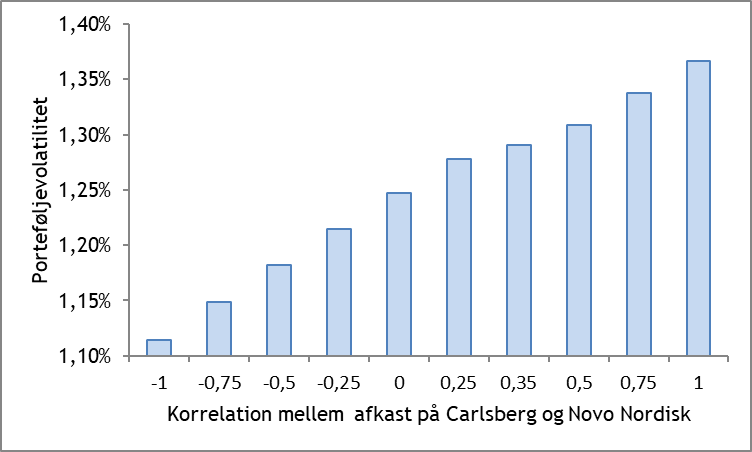 1,40%
1,35%
1,30%
1,25%
1,20%
1,15%
1,10%
Porteføljevolatilitet
-1 -0,75 -0,5 -0,25 0 0,25 0,35 0,5 0,75 1
Korrelation mellem afkast på Carlsberg og Novo Nordisk